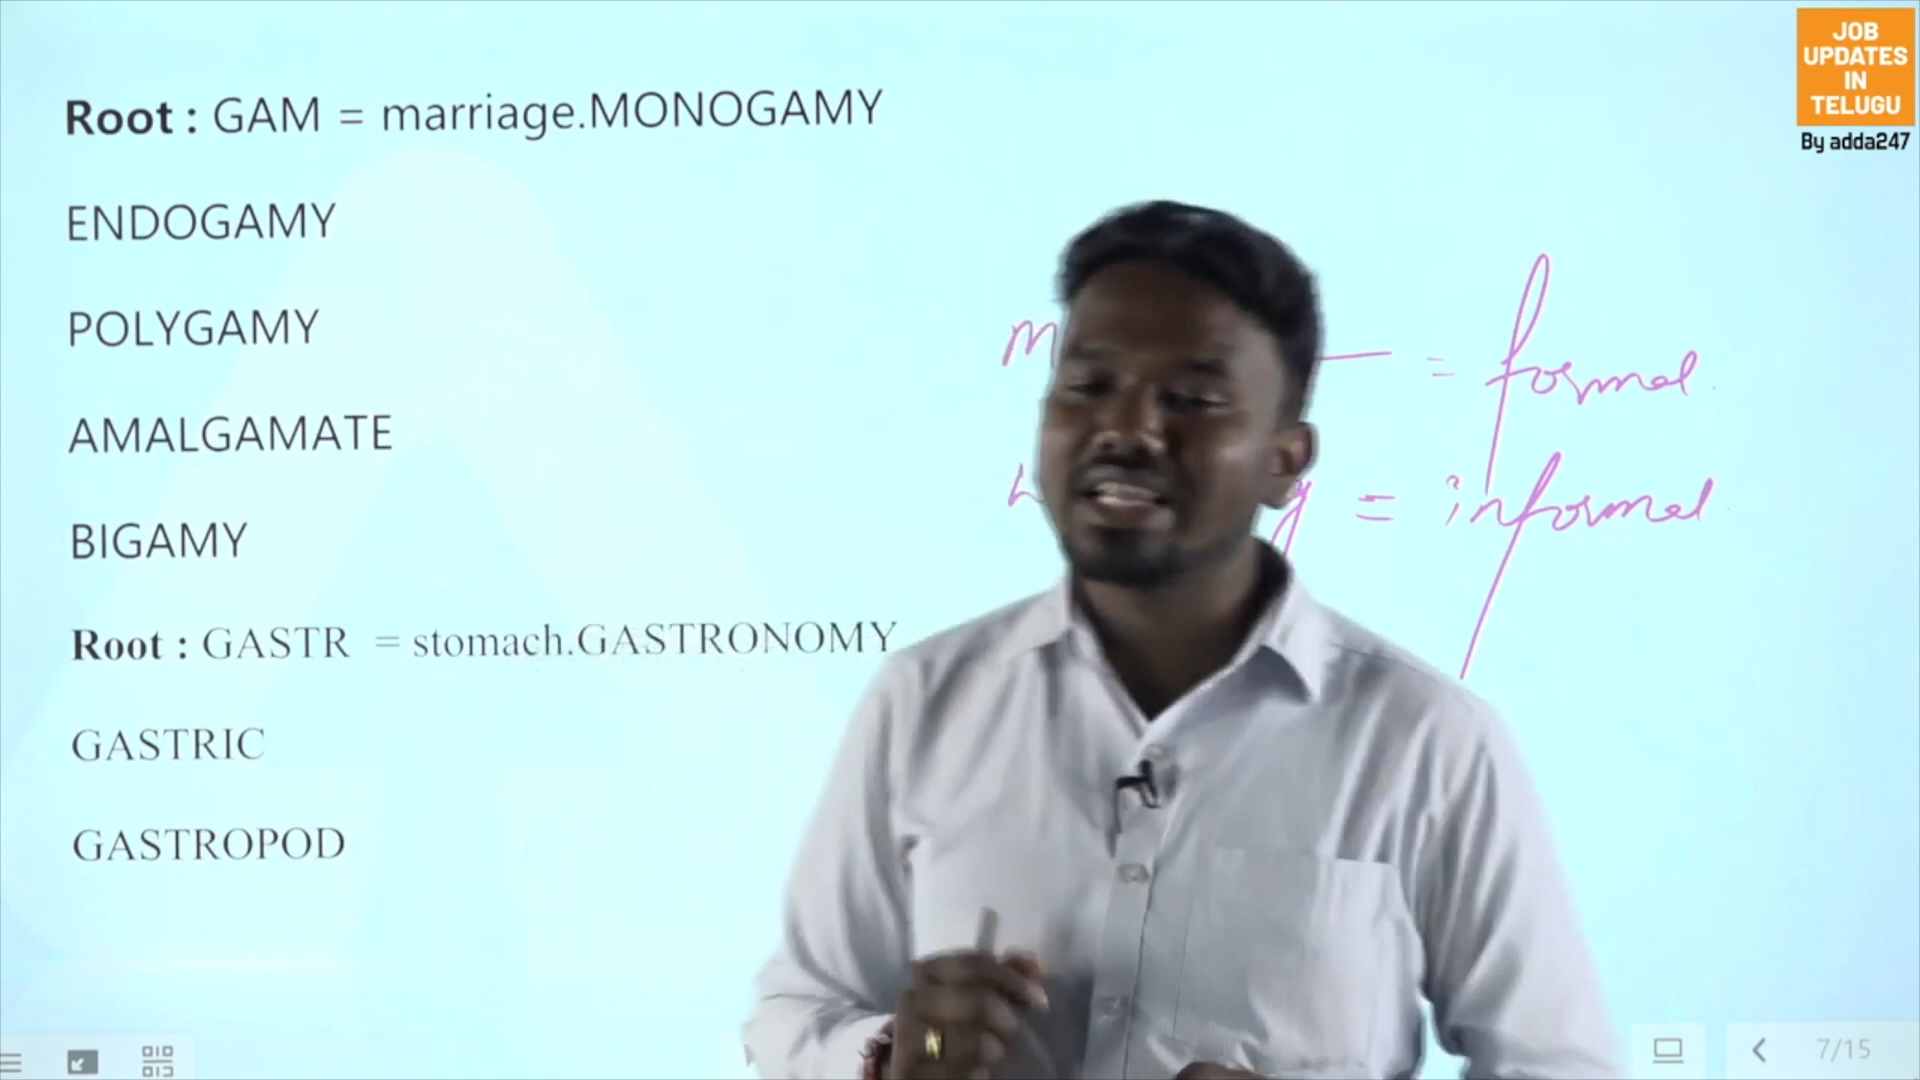 JOB
UPDATES
IN
TELUGU
By adda247
Root : GAM = marriage.MONOGAMY
ENDOGAMY
POLYGAMY
AMALGAMATE
BIGAMY
Root : GASTR = stomach.GASTRONOMY
GASTRIC
GASTROPOD
= formal
= informal
7/15